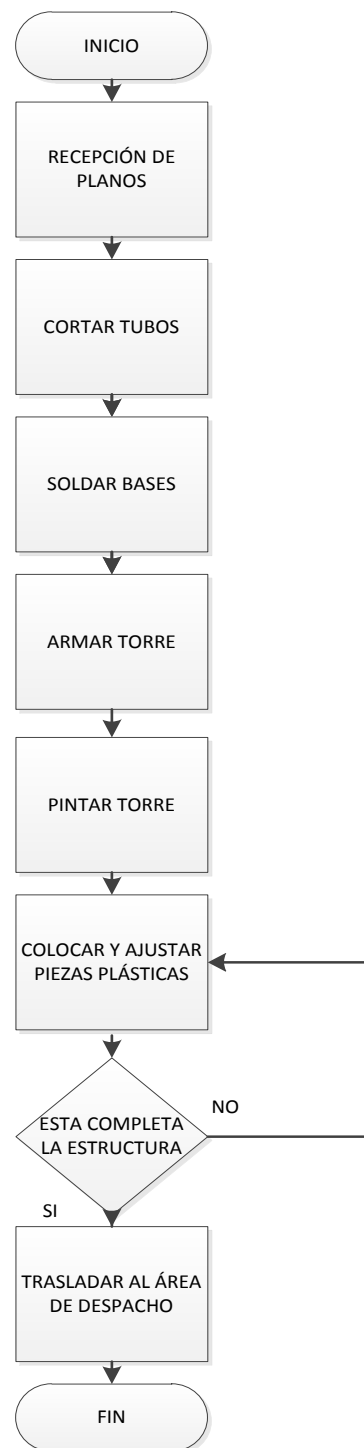 INICIO
RECEPCIÓN DE
PLANOS
CORTAR TUBOS
SOLDAR BASES
ARMAR TORRE
PINTAR TORRE
COLOCAR Y AJUSTAR
PIEZAS PLÁSTICAS
ESTA COMPLETA
LA ESTRUCTURA
NO
SI
TRASLADAR AL ÁREA
DE DESPACHO
FIN